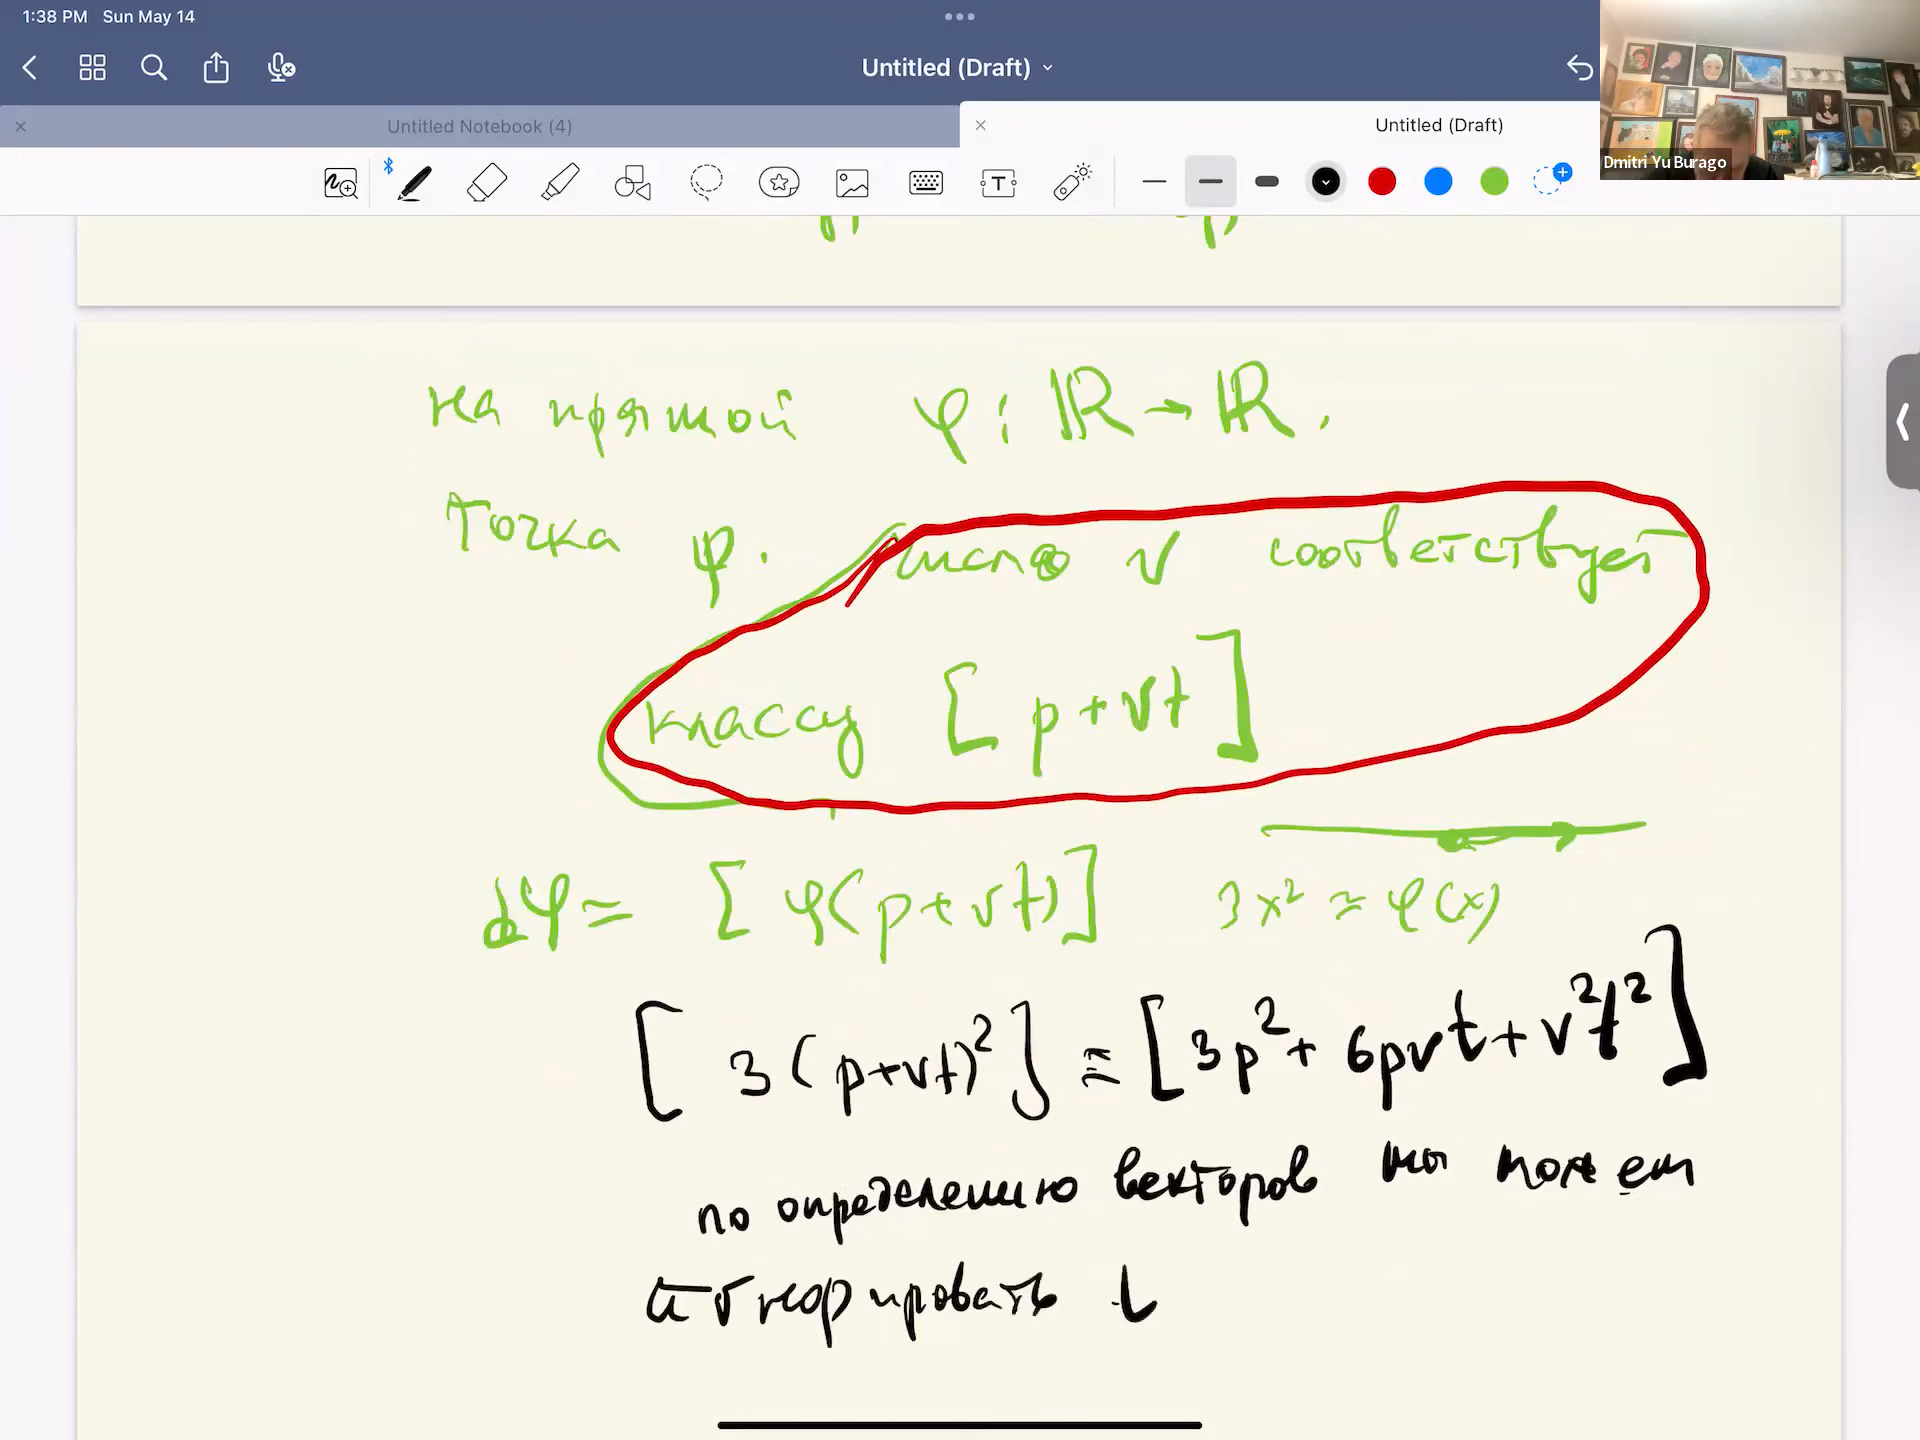 1:38 PM Sun May 14
Untitled (Draft)
Untitled Notebook (4)
Untitled (Draft)
Dmitri Yu Burago
на прямой φ: ℝ → ℝ.
Точка p. число v соответствует
классу [p+vt]
dφ = [φ(p+vt)] 3x² = φ(x)
[3(p+vt)²] = [3p² + 6pvt + v²t²]
по определению векторов мы можем
игнорировать